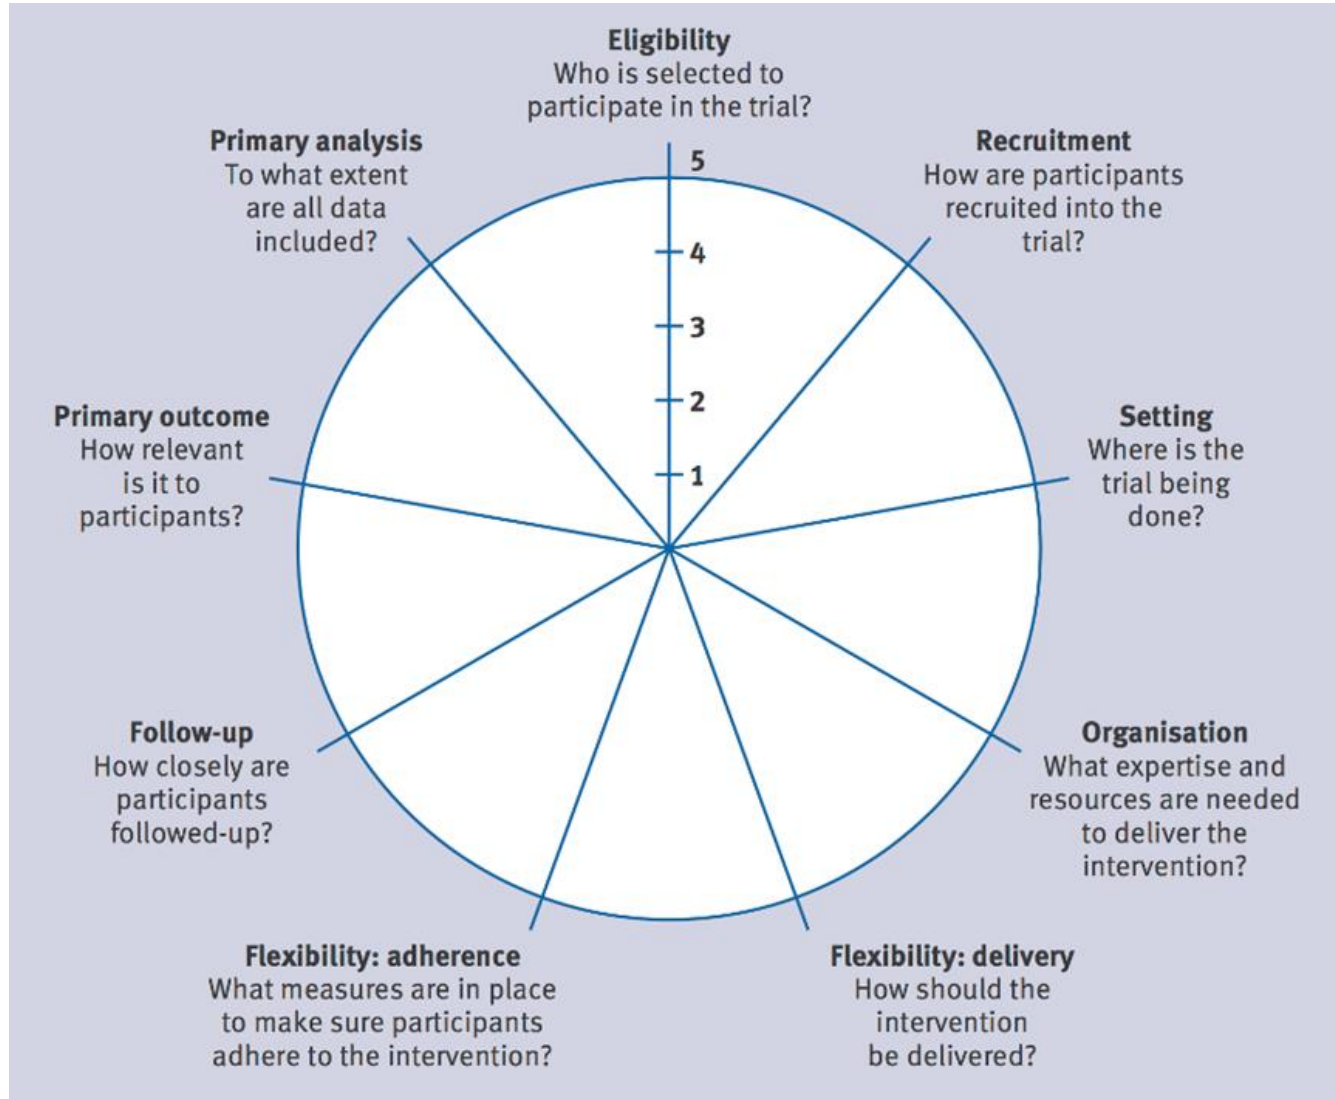 Eligibility
Who is selected to
participate in the trial?
Recruitment
How are participants
recruited into the
trial?
Setting
Where is the
trial being
done?
Organisation
What expertise and
resources are needed
to deliver the
intervention?
Flexibility: delivery
How should the
intervention
be delivered?
Flexibility: adherence
What measures are in place
to make sure participants
adhere to the intervention?
Follow-up
How closely are
participants
followed-up?
Primary outcome
How relevant
is it to
participants?
Primary analysis
To what extent
are all data
included?
5
4
3
2
1